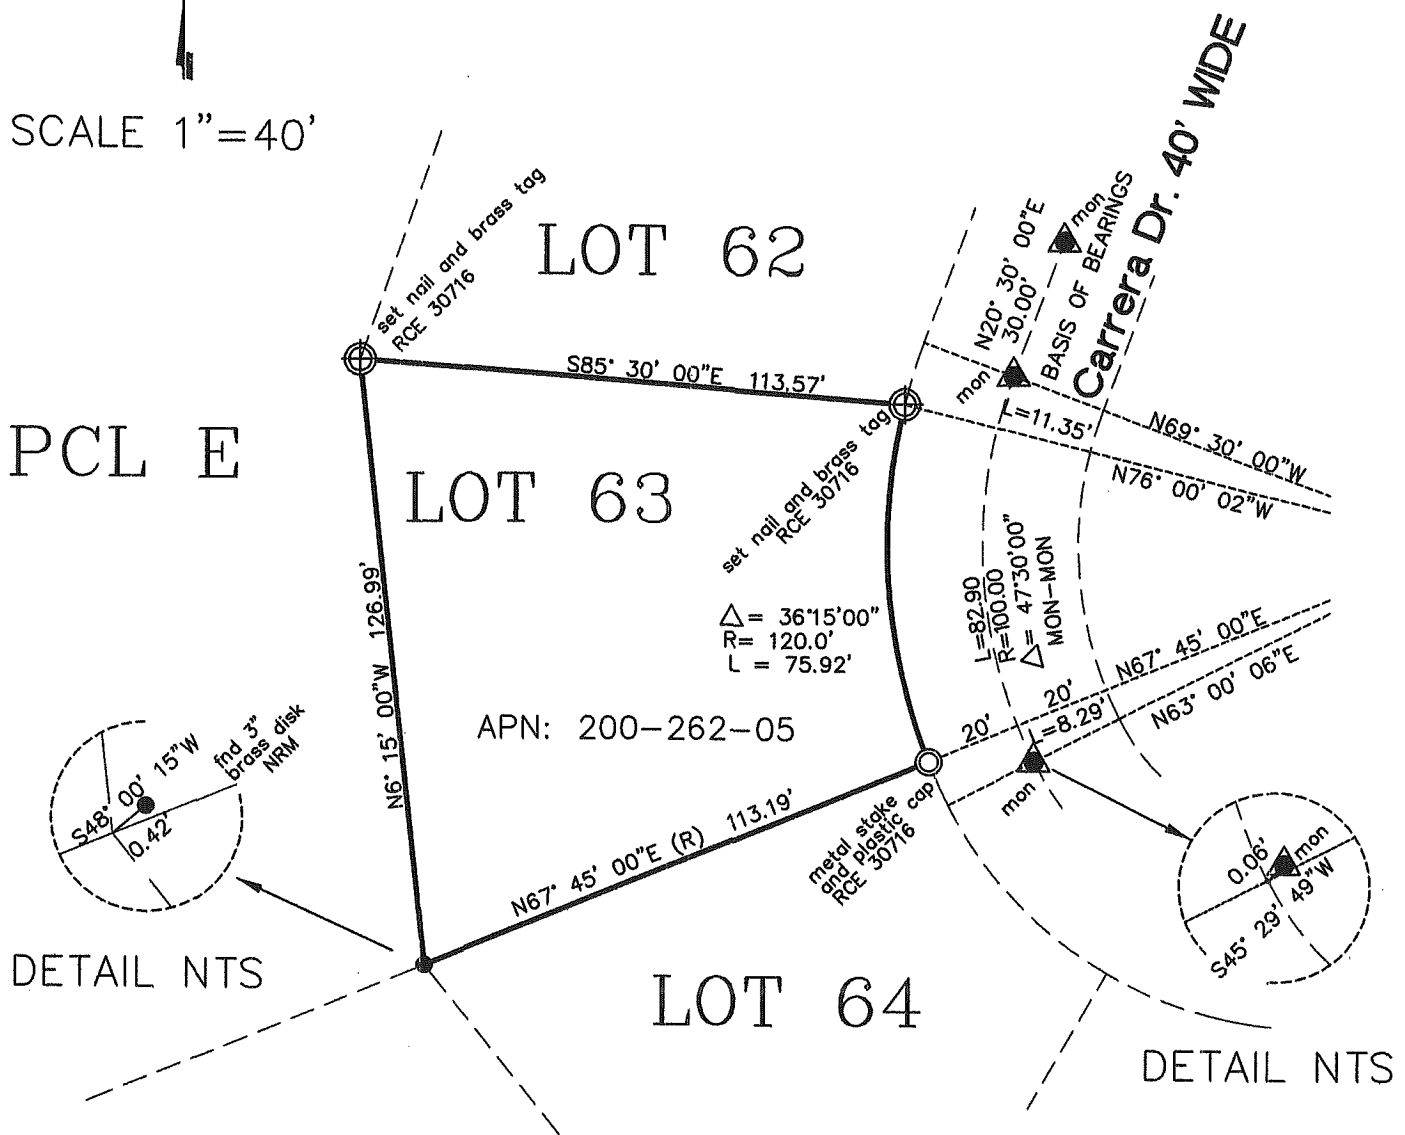 SCALE 1"=40'
set nail and brass tag
RCE 30716
LOT 62
N20° 30' 00"E
30.00'
mon
BASIS OF BEARINGS
Carrera Dr. 40' WIDE
S85° 30' 00"E 113.57'
mon
L=11.35'
N69° 30' 00"W
N76° 00' 02"W
PCL E
LOT 63
set nail and brass tag
RCE 30716
N6° 15' 00"W 126.99'
△= 36°15'00"
R= 120.0'
L = 75.92'
L=82.90
R=100.00
△= 47°30'00"
MON-MON
N67° 45' 00"E
20'
20'
L=8.29'
N63° 00' 06"E
APN: 200-262-05
mon
fnd 3"
brass disk
NRM
S48° 00' 15"W
0.42'
N67° 45' 00"E (R) 113.19'
metal stake
and plastic cap
RCE 30716
0.06'
mon
S45° 29' 49"W
DETAIL NTS
LOT 64
DETAIL NTS